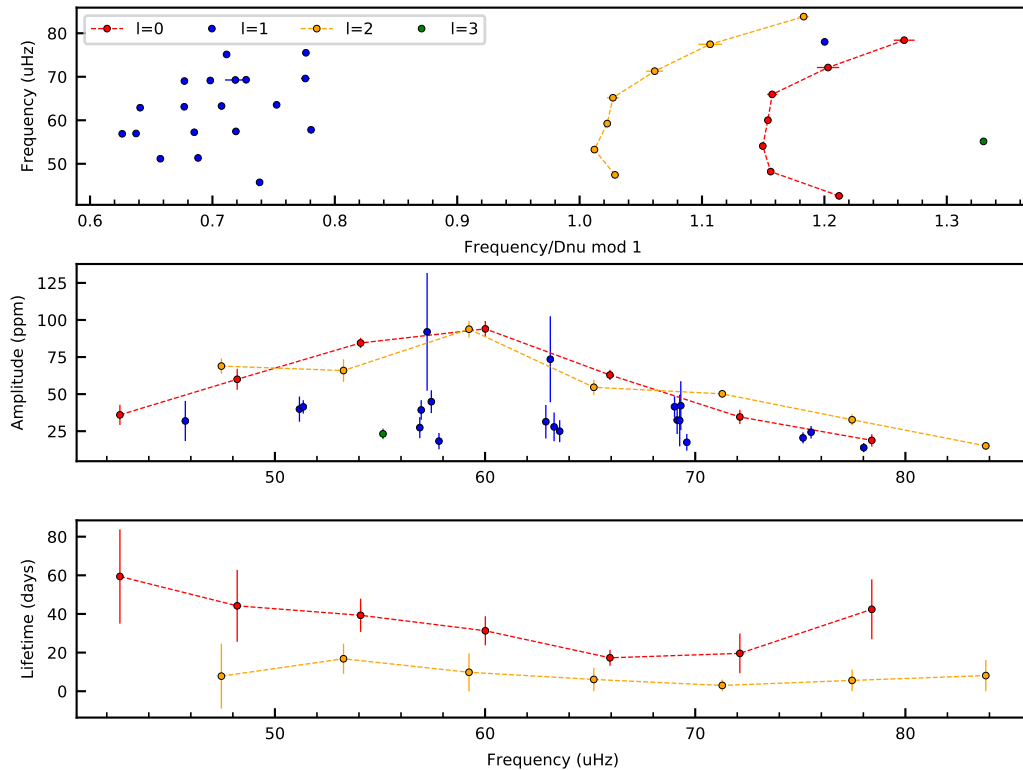 l=0 l=1 l=2 l=3
Frequency (uHz)
80
70
60
50
0.6 0.7 0.8 0.9 1.0 1.1 1.2 1.3
Frequency/Dnu mod 1
Amplitude (ppm)
125
100
75
50
25
50 60 70 80
Lifetime (days)
80
60
40
20
0
50 60 70 80
Frequency (uHz)